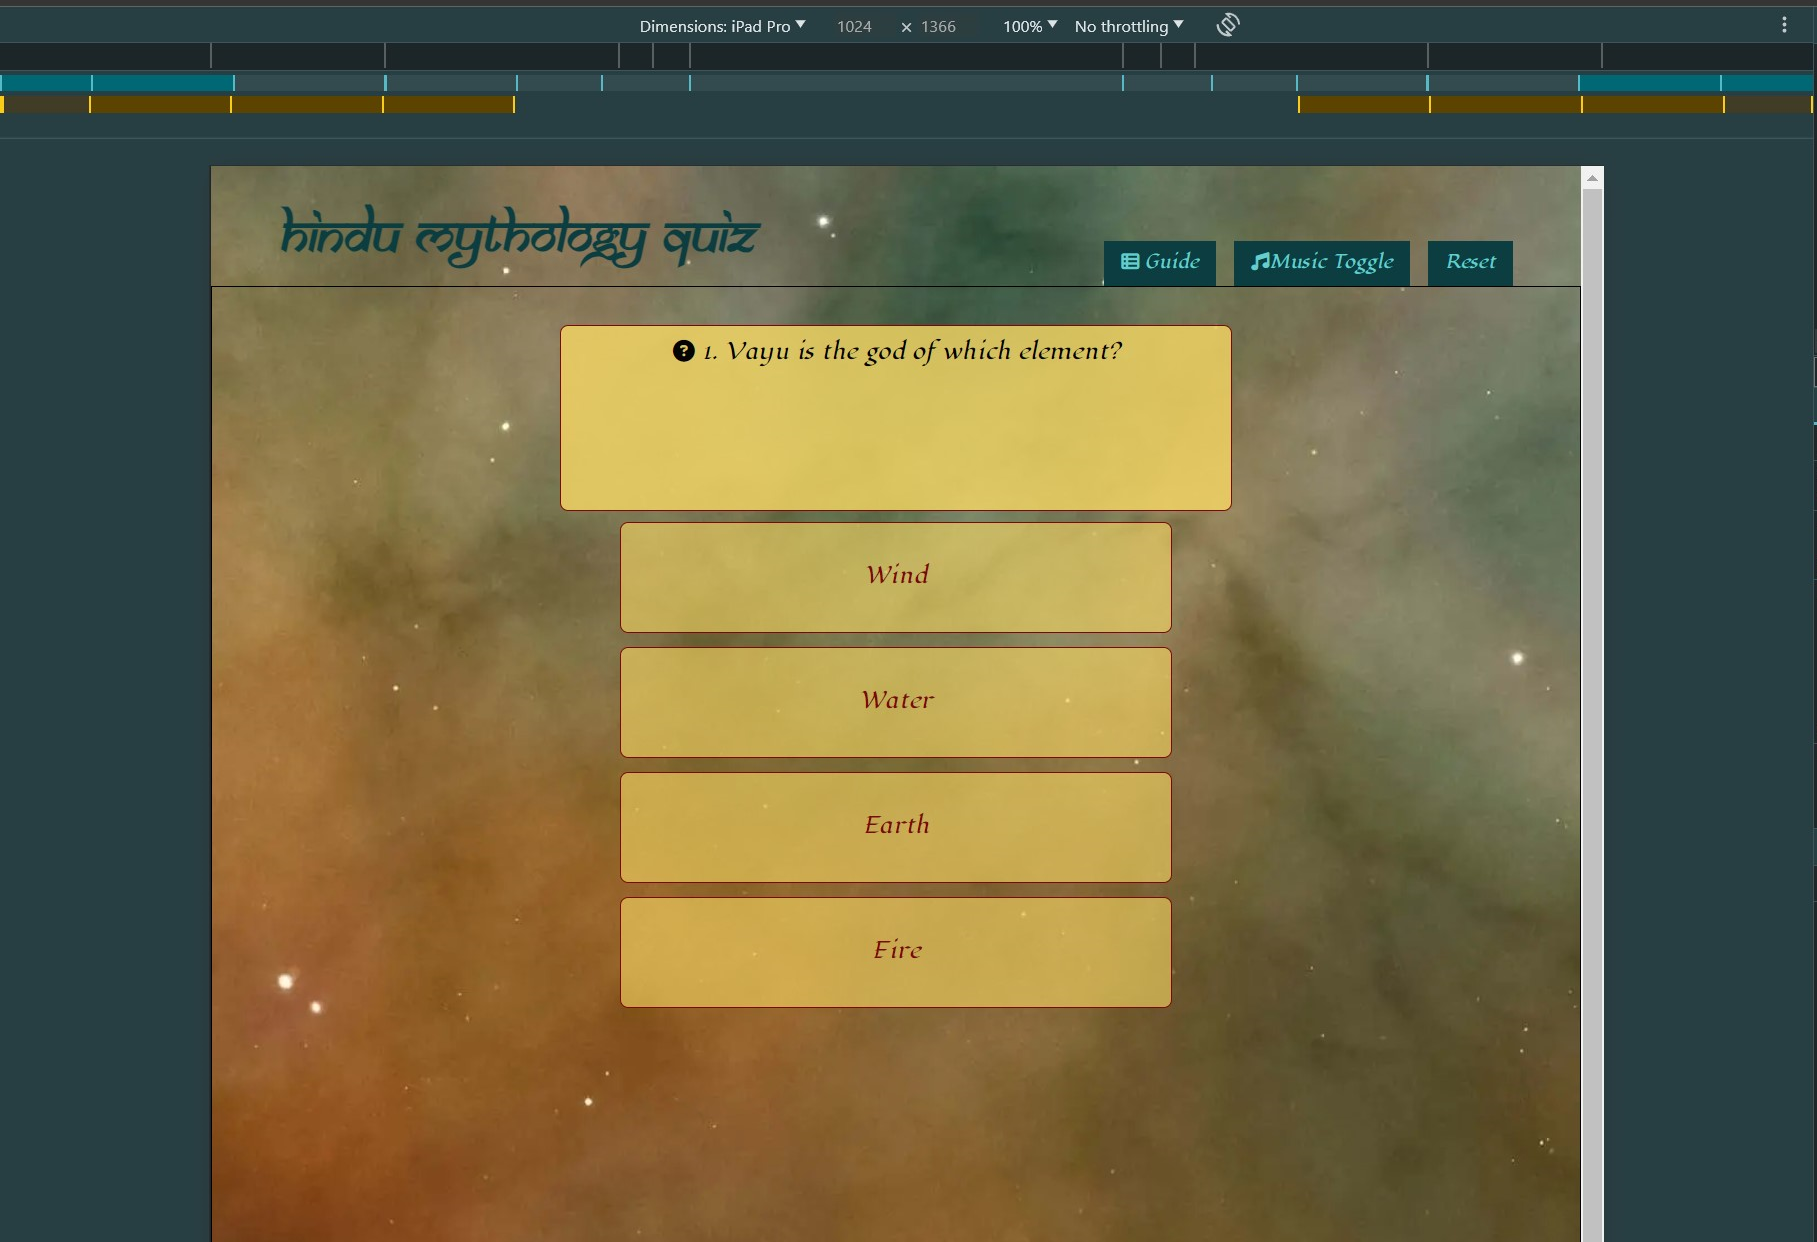 Dimensions: iPad Pro 1024 × 1366 100% No throttling
hindu mythology quiz
Guide Music Toggle Reset
? 1. Vayu is the god of which element?
Wind
Water
Earth
Fire